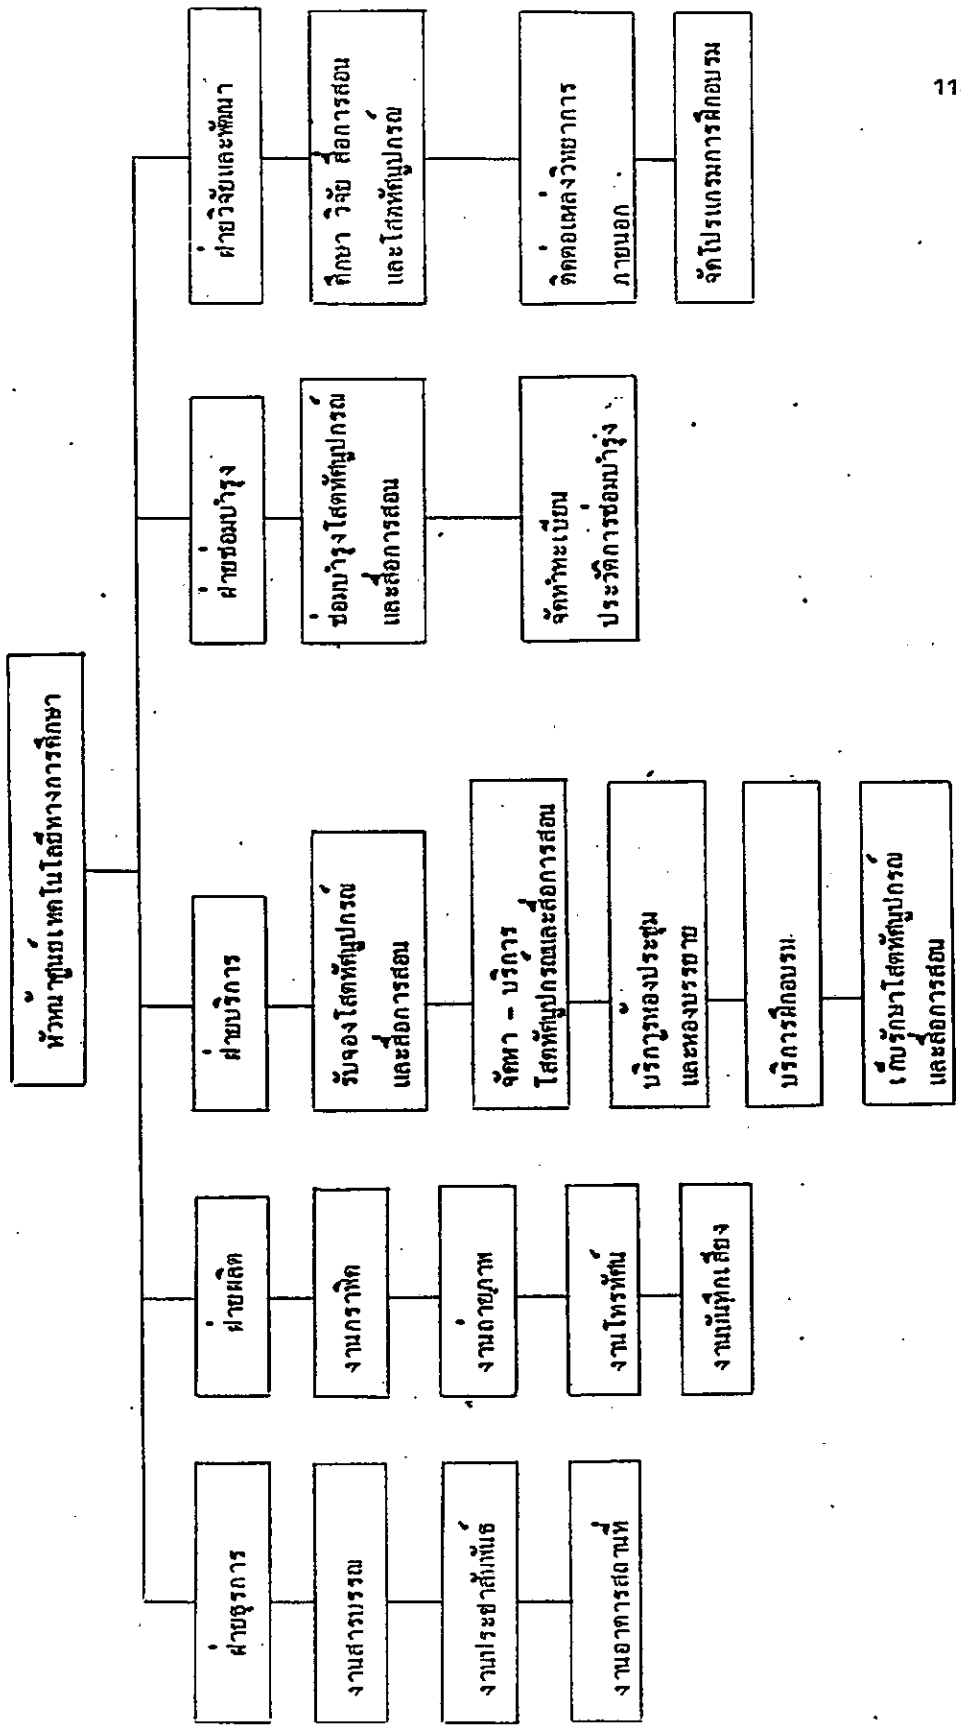 11
หัวหน้าศูนย์เทคโนโลยีทางการศึกษา
ฝ่ายธุรการ
งานสารบรรณ
งานประชาสัมพันธ์
งานอาคารสถานที่
ฝ่ายผลิต
งานกราฟิค
งานถ่ายภาพ
งานโทรทัศน์
งานบันทึกเสียง
ฝ่ายบริการ
รับจองโสตทัศนูปกรณ์
และสื่อการสอน
จัดหา - บริการ
โสตทัศนูปกรณ์และสื่อการสอน
บริการห้องประชุม
และห้องบรรยาย
บริการฝึกอบรม
เก็บรักษาโสตทัศนูปกรณ์
และสื่อการสอน
ฝ่ายซ่อมบำรุง
ซ่อมบำรุงโสตทัศนูปกรณ์
และสื่อการสอน
จัดทำทะเบียน
ประวัติการซ่อมบำรุง
ฝ่ายวิจัยและพัฒนา
ศึกษา วิจัย สื่อการสอน
และโสตทัศนูปกรณ์
ติดต่อแหล่งวิทยาการ
ภายนอก
จัดโปรแกรมการฝึกอบรม